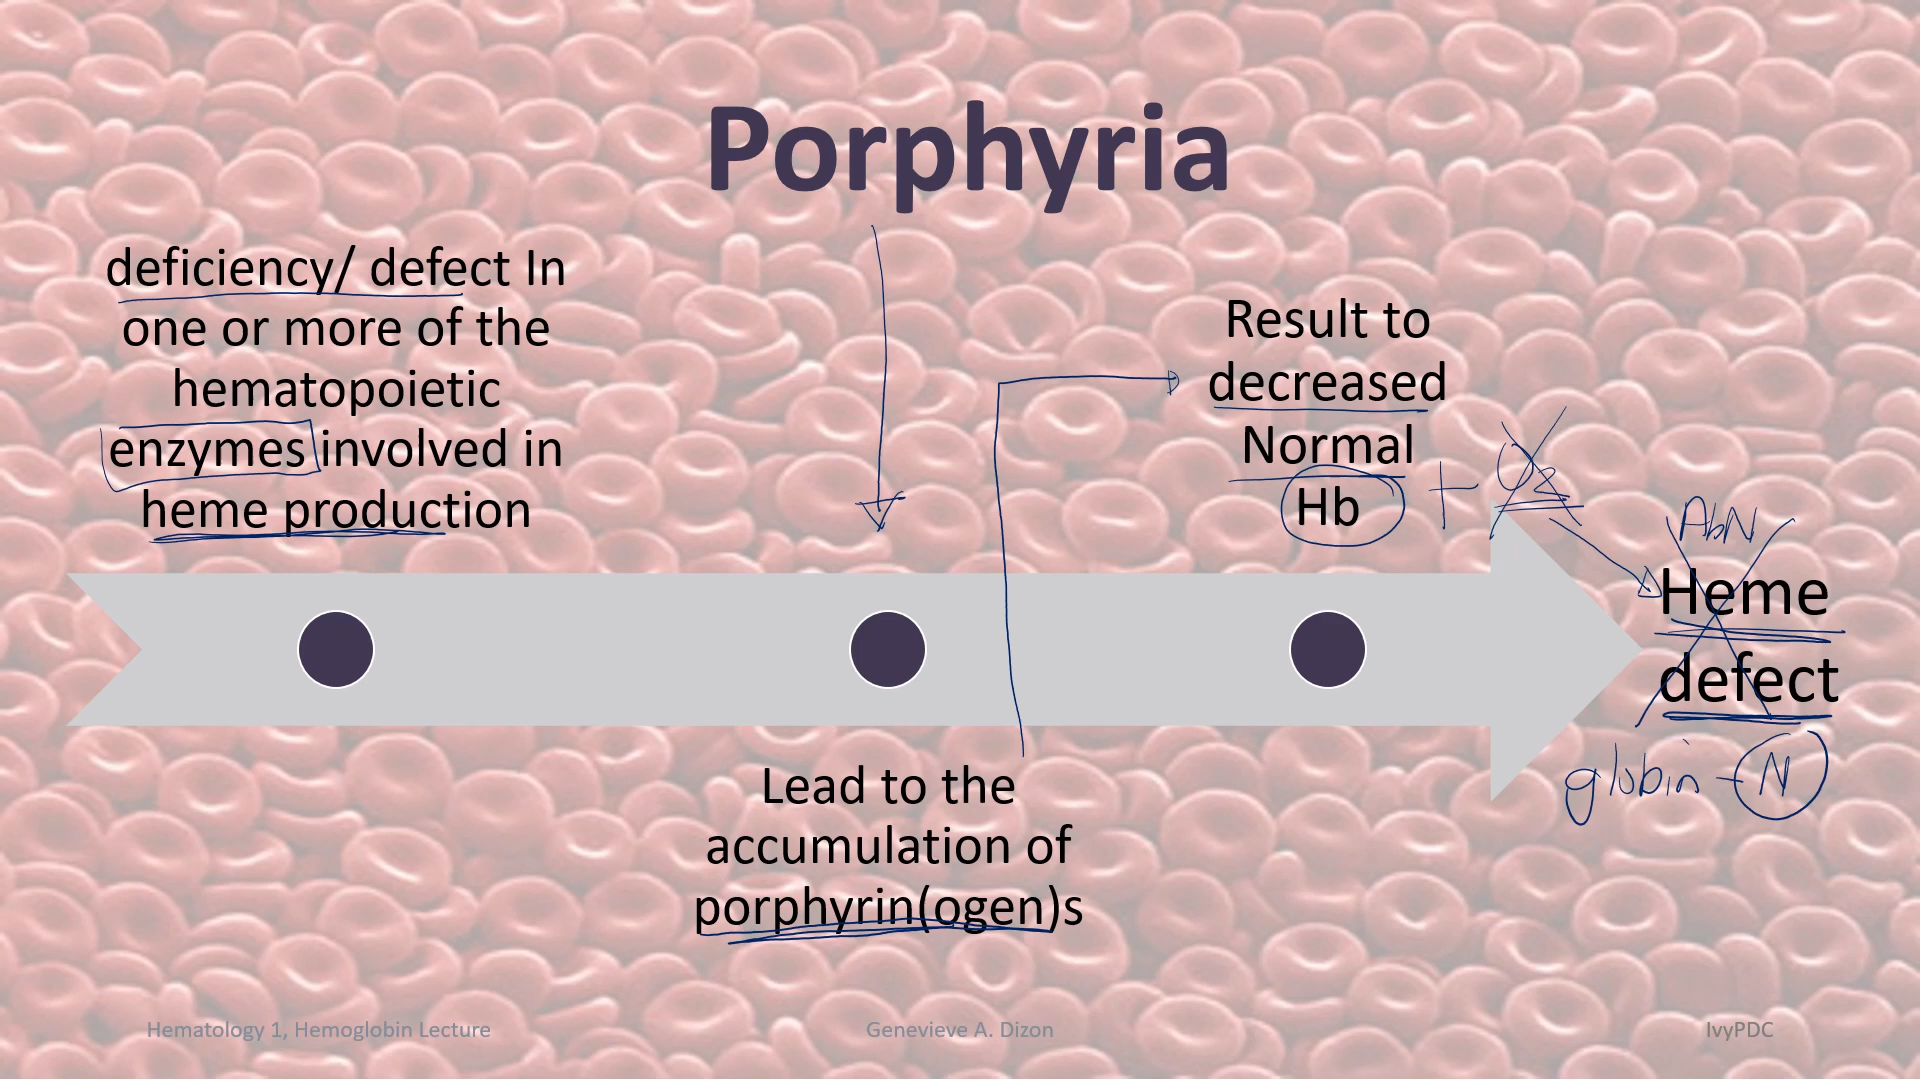 Porphyria
deficiency/ defect In
one or more of the
hematopoietic
enzymes involved in
heme production
Lead to the
accumulation of
porphyrin(ogen)s
Result to
decreased
Normal
Hb
+ O2
AbN
Heme
defect
globin - N
Hematology 1, Hemoglobin Lecture
Genevieve A. Dizon
IvyPDC